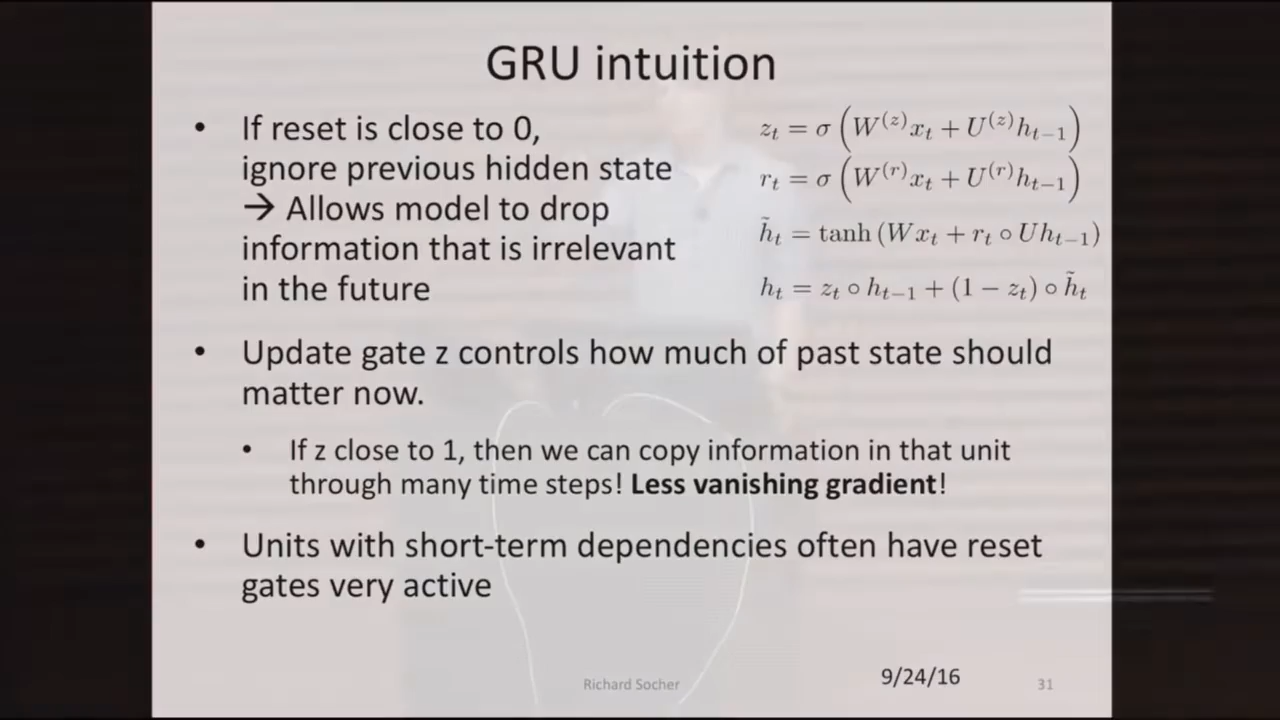 GRU intuition
• If reset is close to 0,
ignore previous hidden state
→ Allows model to drop
information that is irrelevant
in the future
z_t = σ (W^(z) x_t + U^(z) h_{t−1})
r_t = σ (W^(r) x_t + U^(r) h_{t−1})
h̃_t = tanh (W x_t + r_t ∘ U h_{t−1})
h_t = z_t ∘ h_{t−1} + (1 − z_t) ∘ h̃_t
• Update gate z controls how much of past state should
matter now.
• If z close to 1, then we can copy information in that unit
through many time steps! Less vanishing gradient!
• Units with short-term dependencies often have reset
gates very active
Richard Socher
9/24/16
31